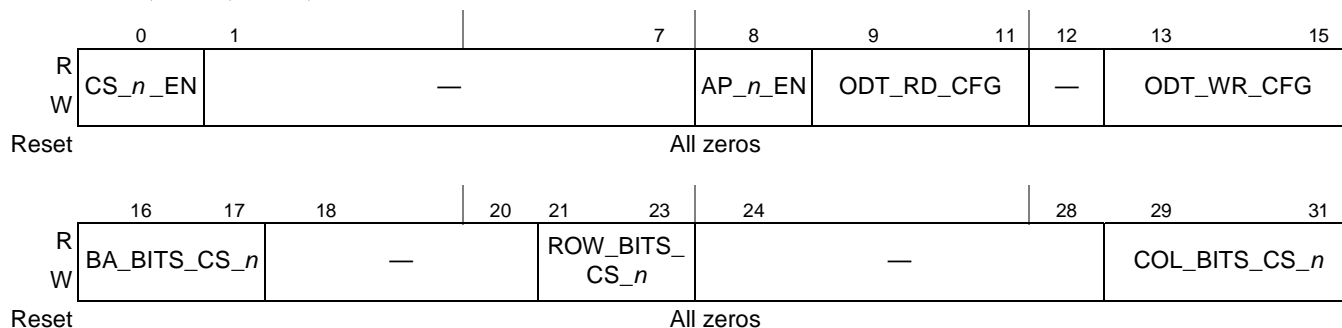 0 1 7 8 9 11 12 13 15
R
W
CS_n_EN — AP_n_EN ODT_RD_CFG — ODT_WR_CFG
Reset All zeros
16 17 18 20 21 23 24 28 29 31
R
W
BA_BITS_CS_n — ROW_BITS_
CS_n — COL_BITS_CS_n
Reset All zeros